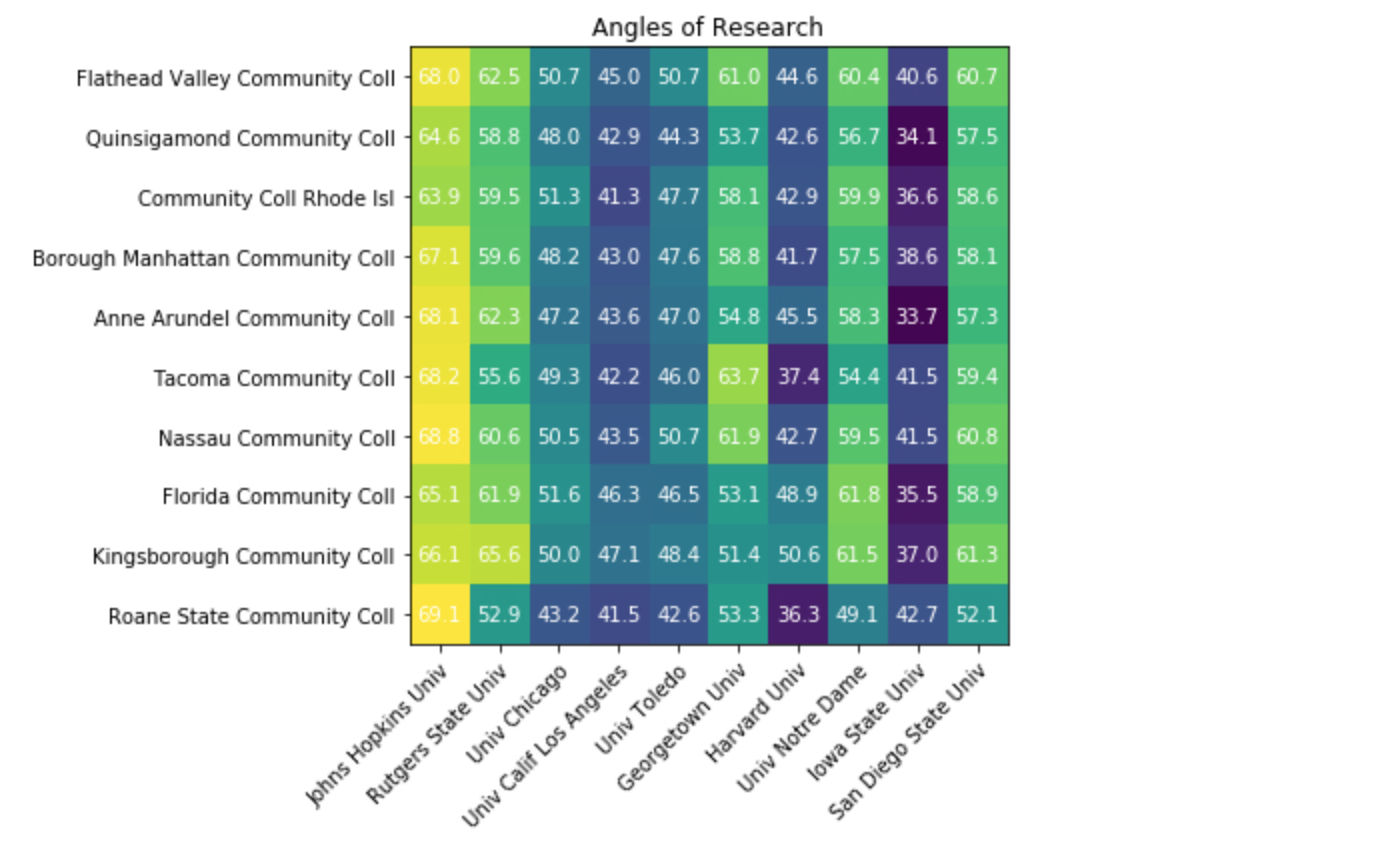 Angles of Research
Flathead Valley Community Coll 68.0 62.5 50.7 45.0 50.7 61.0 44.6 60.4 40.6 60.7
Quinsigamond Community Coll 64.6 58.8 48.0 42.9 44.3 53.7 42.6 56.7 34.1 57.5
Community Coll Rhode Isl 63.9 59.5 51.3 41.3 47.7 58.1 42.9 59.9 36.6 58.6
Borough Manhattan Community Coll 67.1 59.6 48.2 43.0 47.6 58.8 41.7 57.5 38.6 58.1
Anne Arundel Community Coll 68.1 62.3 47.2 43.6 47.0 54.8 45.5 58.3 33.7 57.3
Tacoma Community Coll 68.2 55.6 49.3 42.2 46.0 63.7 37.4 54.4 41.5 59.4
Nassau Community Coll 68.8 60.6 50.5 43.5 50.7 61.9 42.7 59.5 41.5 60.8
Florida Community Coll 65.1 61.9 51.6 46.3 46.5 53.1 48.9 61.8 35.5 58.9
Kingsborough Community Coll 66.1 65.6 50.0 47.1 48.4 51.4 50.6 61.5 37.0 61.3
Roane State Community Coll 69.1 52.9 43.2 41.5 42.6 53.3 36.3 49.1 42.7 52.1
Johns Hopkins Univ
Rutgers State Univ
Univ Chicago
Univ Calif Los Angeles
Univ Toledo
Georgetown Univ
Harvard Univ
Univ Notre Dame
Iowa State Univ
San Diego State Univ